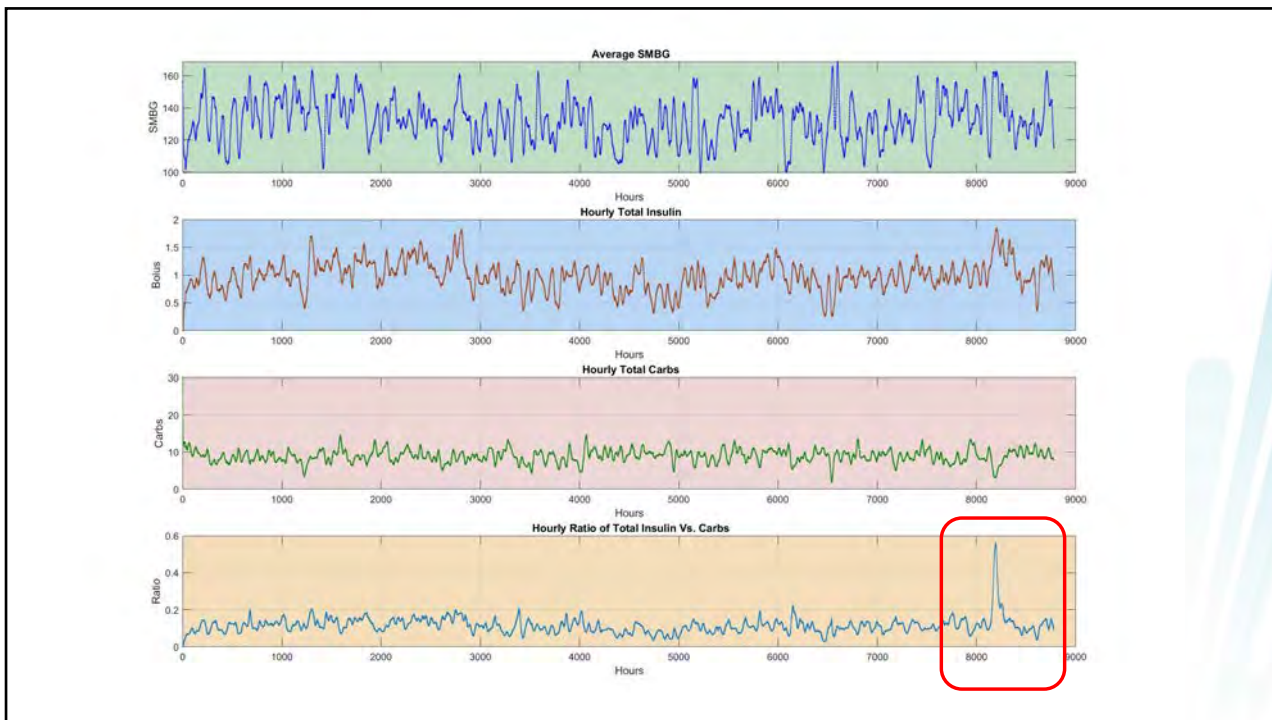 Average SMBG
160
140
120
100
SMBG
0 1000 2000 3000 4000 5000 6000 7000 8000 9000
Hours
Hourly Total Insulin
2
1.5
1
0.5
0
Bolus
0 1000 2000 3000 4000 5000 6000 7000 8000 9000
Hours
Hourly Total Carbs
30
20
10
0
Carbs
0 1000 2000 3000 4000 5000 6000 7000 8000 9000
Hours
Hourly Ratio of Total Insulin Vs. Carbs
0.6
0.4
0.2
0
Ratio
0 1000 2000 3000 4000 5000 6000 7000 8000 9000
Hours